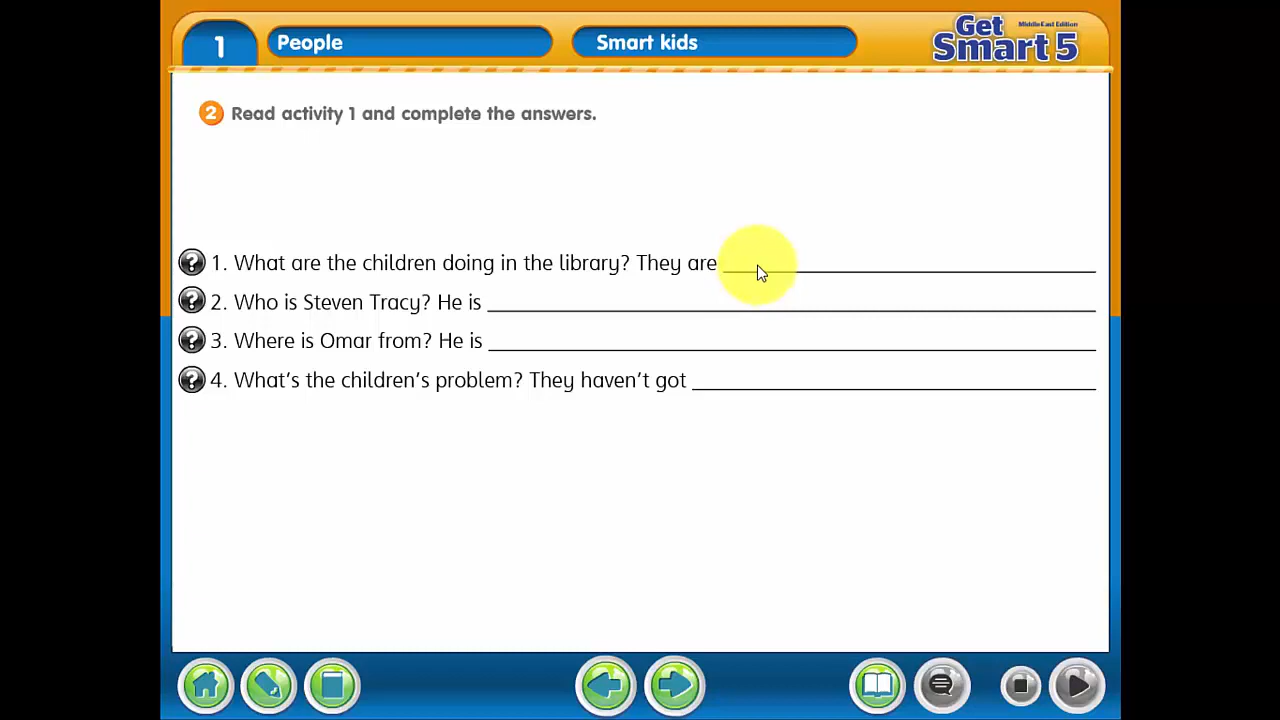 1
People
Smart kids
Get
Middle East Edition
Smart 5
2 Read activity 1 and complete the answers.
? 1. What are the children doing in the library? They are
? 2. Who is Steven Tracy? He is
? 3. Where is Omar from? He is
? 4. What's the children's problem? They haven't got